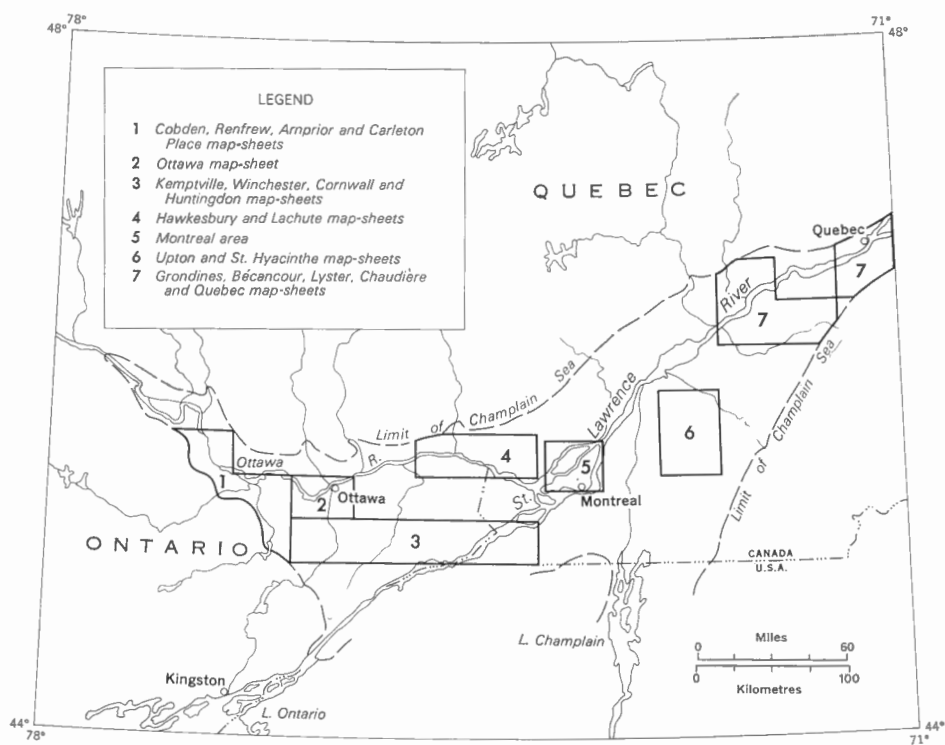 78°
71°
48°
48°
LEGEND
1 Cobden, Renfrew, Arnprior and Carleton
Place map-sheets
2 Ottawa map-sheet
3 Kemptville, Winchester, Cornwall and
Huntingdon map-sheets
4 Hawkesbury and Lachute map-sheets
5 Montreal area
6 Upton and St. Hyacinthe map-sheets
7 Grondines, Bécancour, Lyster, Chaudière
and Quebec map-sheets
QUEBEC
Quebec
7
River
7
Limit of Champlain Sea
Lawrence
St.
Limit of Champlain Sea
6
4
5
Montreal
Ottawa R.
1
2
Ottawa
3
ONTARIO
CANADA
U.S.A.
L. Champlain
Kingston
L. Ontario
0 Miles 60
0 Kilometres 100
44°
44°
78°
71°